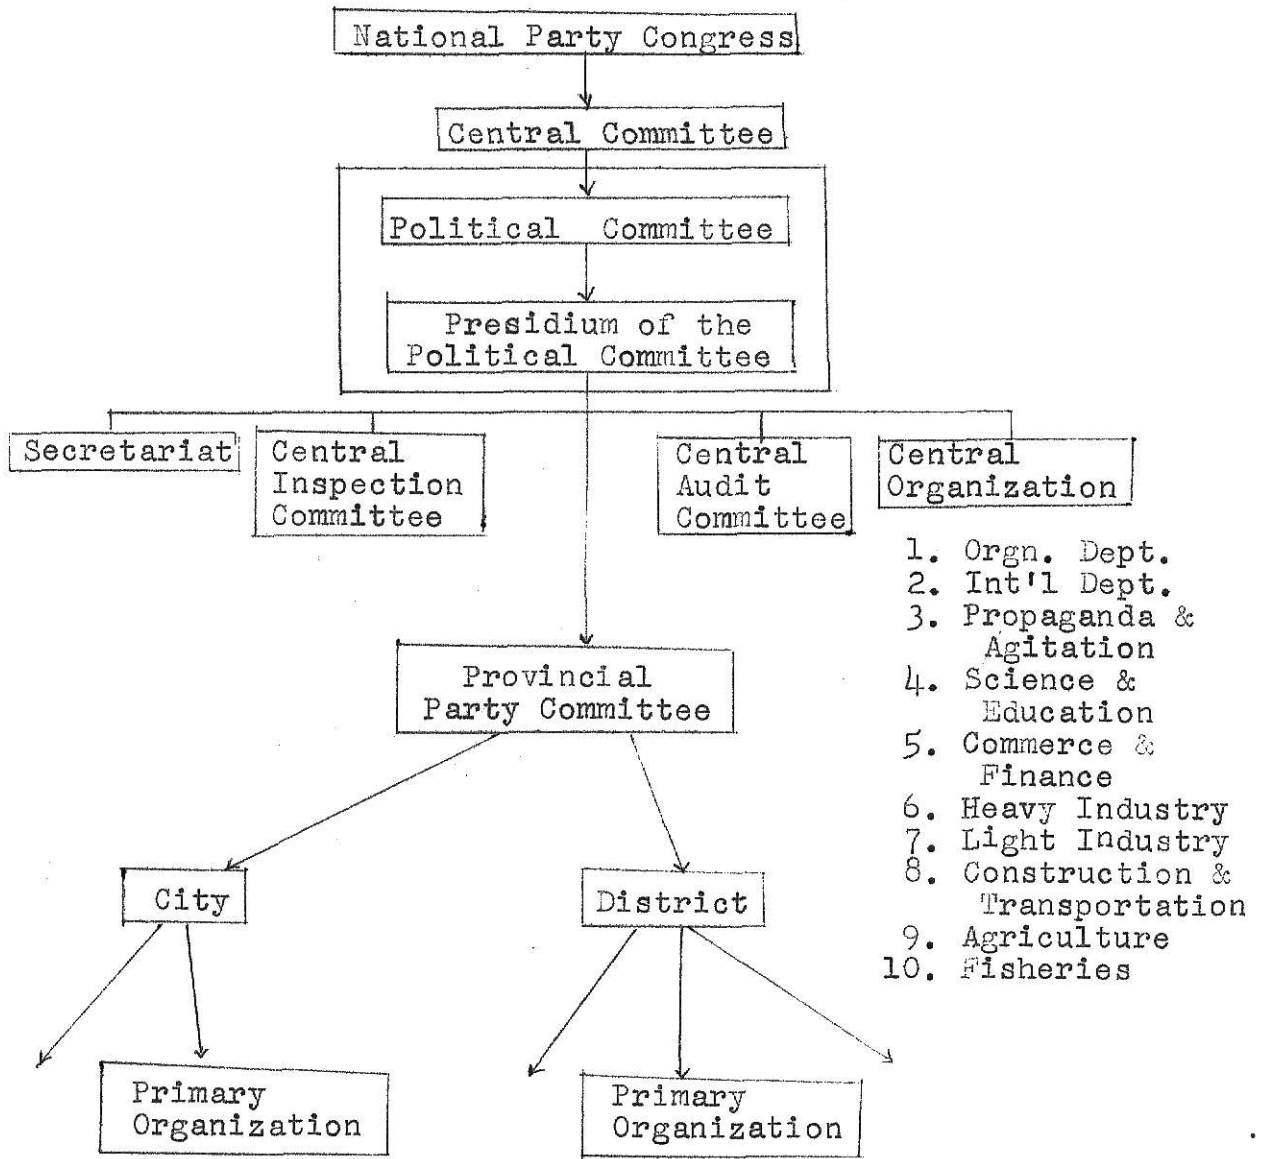 National Party Congress
Central Committee
Political Committee
Presidium of the
Political Committee
Secretariat
Central
Inspection
Committee
Central
Audit
Committee
Central
Organization
1. Orgn. Dept.
2. Int'l Dept.
3. Propaganda &
Agitation
4. Science &
Education
5. Commerce &
Finance
6. Heavy Industry
7. Light Industry
8. Construction &
Transportation
9. Agriculture
10. Fisheries
Provincial
Party Committee
City
District
Primary
Organization
Primary
Organization